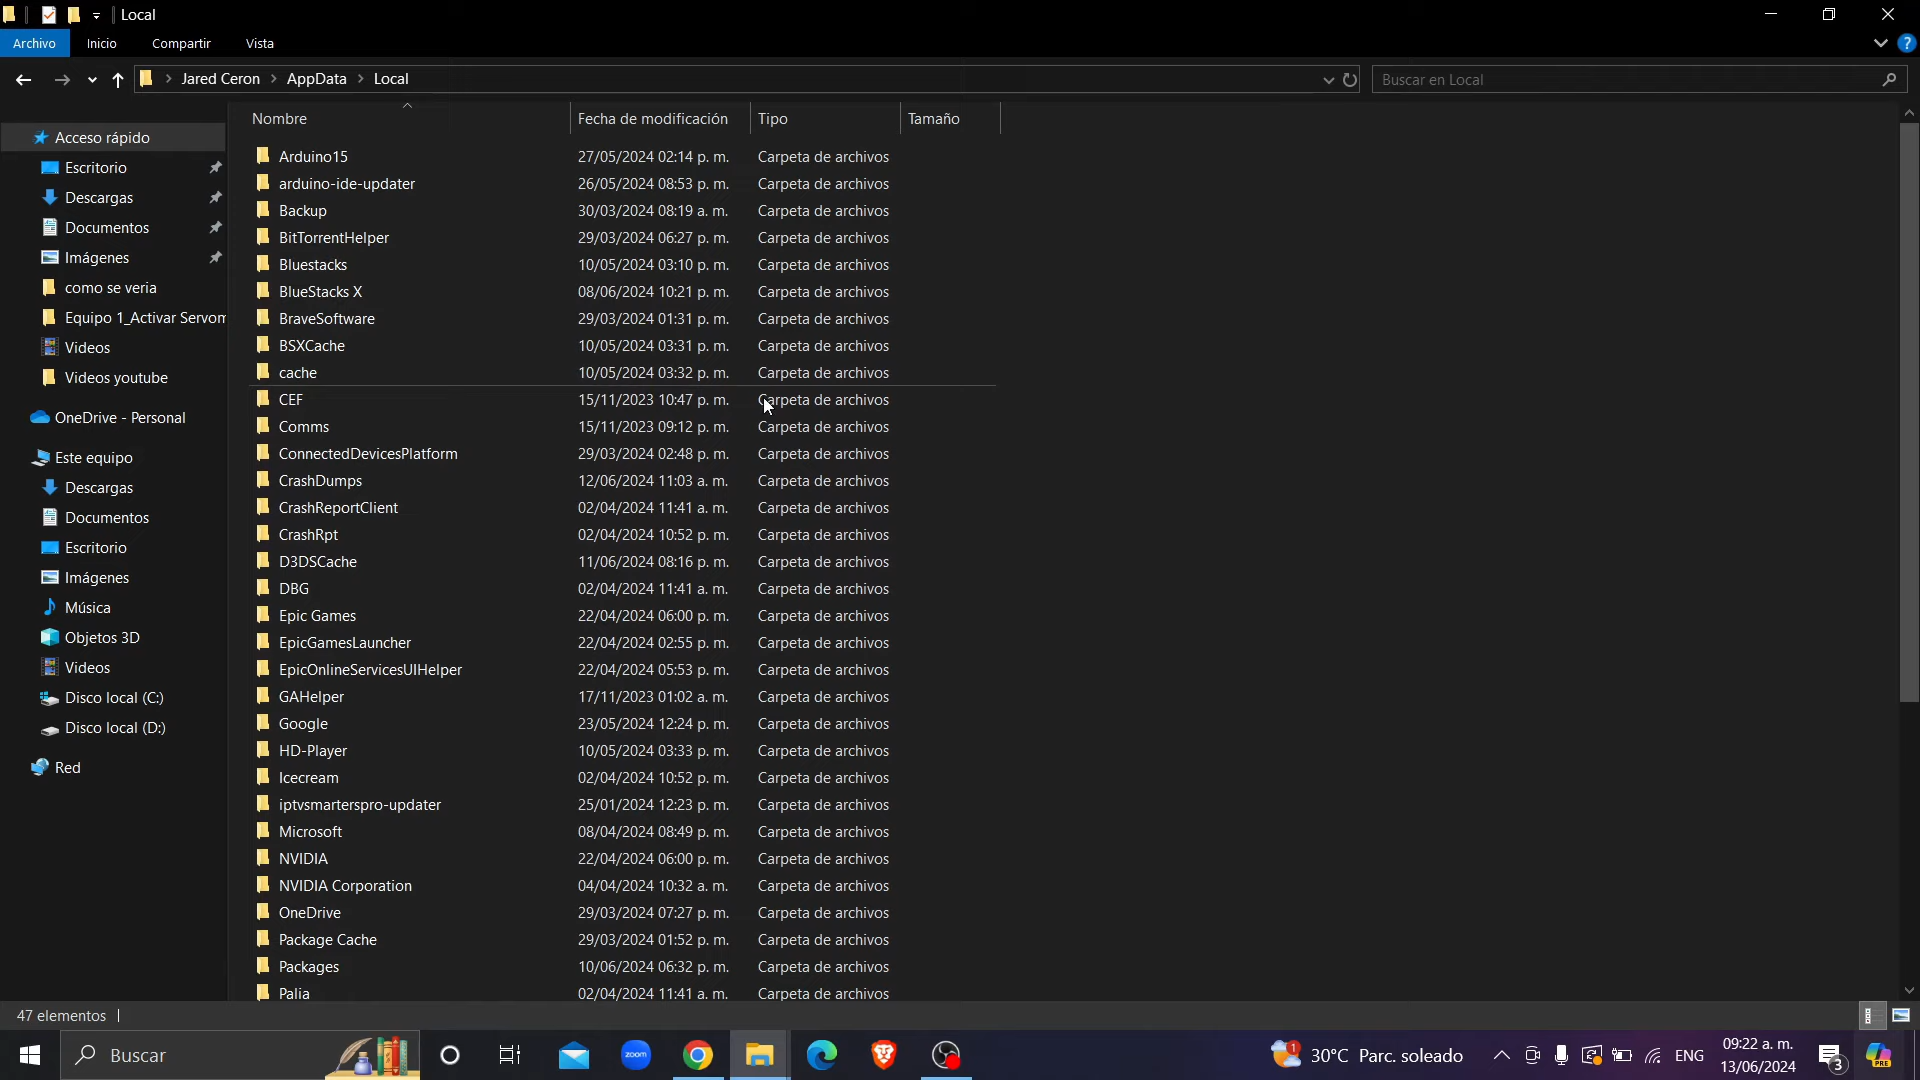 Local
Archivo Inicio Compartir Vista
Jared Ceron AppData Local Buscar en Local
Nombre Fecha de modificación Tipo Tamaño
Acceso rápido
Escritorio
Descargas
Documentos
Imágenes
como se veria
Equipo 1_Activar Servom
Videos
Videos youtube
OneDrive - Personal
Este equipo
Descargas
Documentos
Escritorio
Imágenes
Música
Objetos 3D
Videos
Disco local (C:)
Disco local (D:)
Red
Arduino15 27/05/2024 02:14 p. m. Carpeta de archivos
arduino-ide-updater 26/05/2024 08:53 p. m. Carpeta de archivos
Backup 30/03/2024 08:19 a. m. Carpeta de archivos
BitTorrentHelper 29/03/2024 06:27 p. m. Carpeta de archivos
Bluestacks 10/05/2024 03:10 p. m. Carpeta de archivos
BlueStacks X 08/06/2024 10:21 p. m. Carpeta de archivos
BraveSoftware 29/03/2024 01:31 p. m. Carpeta de archivos
BSXCache 10/05/2024 03:31 p. m. Carpeta de archivos
cache 10/05/2024 03:32 p. m. Carpeta de archivos
CEF 15/11/2023 10:47 p. m. Carpeta de archivos
Comms 15/11/2023 09:12 p. m. Carpeta de archivos
ConnectedDevicesPlatform 29/03/2024 02:48 p. m. Carpeta de archivos
CrashDumps 12/06/2024 11:03 a. m. Carpeta de archivos
CrashReportClient 02/04/2024 11:41 a. m. Carpeta de archivos
CrashRpt 02/04/2024 10:52 p. m. Carpeta de archivos
D3DSCache 11/06/2024 08:16 p. m. Carpeta de archivos
DBG 02/04/2024 11:41 a. m. Carpeta de archivos
Epic Games 22/04/2024 06:00 p. m. Carpeta de archivos
EpicGamesLauncher 22/04/2024 02:55 p. m. Carpeta de archivos
EpicOnlineServicesUIHelper 22/04/2024 05:53 p. m. Carpeta de archivos
GAHelper 17/11/2023 01:02 a. m. Carpeta de archivos
Google 23/05/2024 12:24 p. m. Carpeta de archivos
HD-Player 10/05/2024 03:33 p. m. Carpeta de archivos
Icecream 02/04/2024 10:52 p. m. Carpeta de archivos
iptvsmarterspro-updater 25/01/2024 12:23 p. m. Carpeta de archivos
Microsoft 08/04/2024 08:49 p. m. Carpeta de archivos
NVIDIA 22/04/2024 06:00 p. m. Carpeta de archivos
NVIDIA Corporation 04/04/2024 10:32 a. m. Carpeta de archivos
OneDrive 29/03/2024 07:27 p. m. Carpeta de archivos
Package Cache 29/03/2024 01:52 p. m. Carpeta de archivos
Packages 10/06/2024 06:32 p. m. Carpeta de archivos
Palia 02/04/2024 11:41 a. m. Carpeta de archivos
47 elementos
Buscar zoom 1 30°C Parc. soleado ENG 09:22 a. m. 3 PRE
13/06/2024